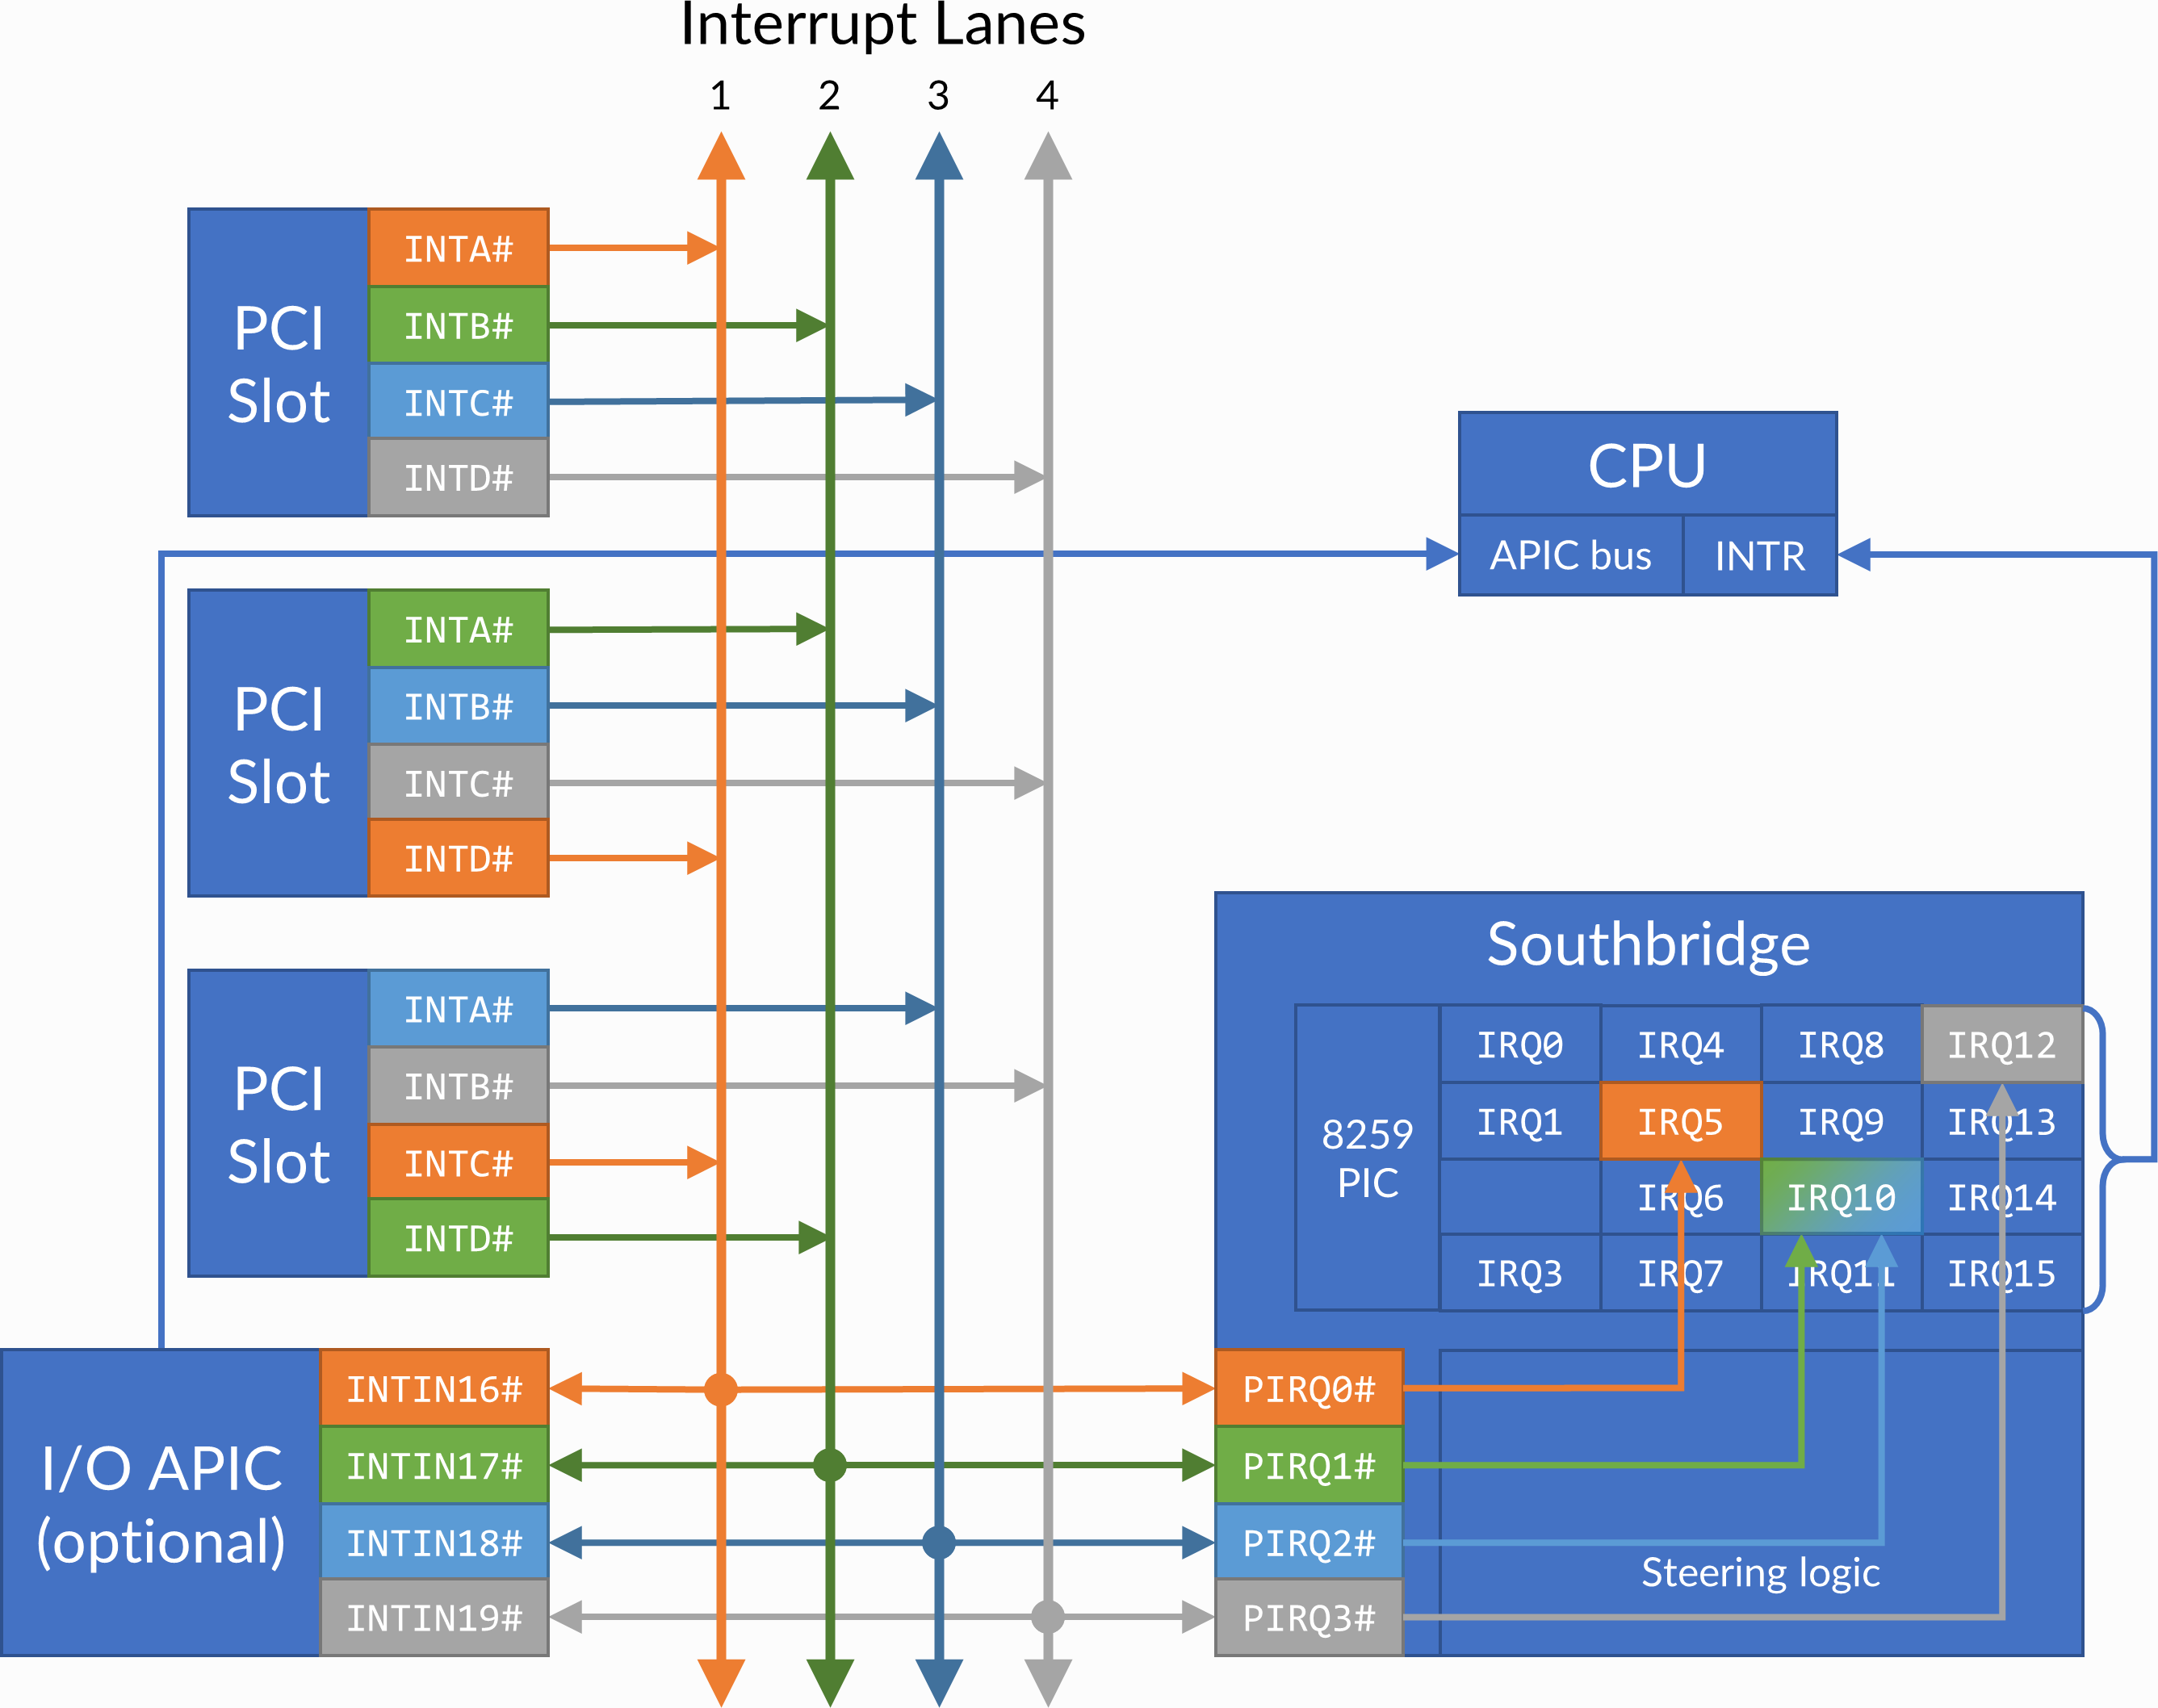 Interrupt Lanes
1 2 3 4
PCI
Slot
INTA#
INTB#
INTC#
INTD#
CPU
APIC bus
INTR
PCI
Slot
INTA#
INTB#
INTC#
INTD#
PCI
Slot
INTA#
INTB#
INTC#
INTD#
Southbridge
8259
PIC
IRQ0 IRQ4 IRQ8 IRQ12
IRQ1 IRQ5 IRQ9 IRQ13
IRQ6 IRQ10 IRQ14
IRQ3 IRQ7 IRQ11 IRQ15
I/O APIC
(optional)
INTIN16#
INTIN17#
INTIN18#
INTIN19#
PIRQ0#
PIRQ1#
PIRQ2#
PIRQ3#
Steering logic